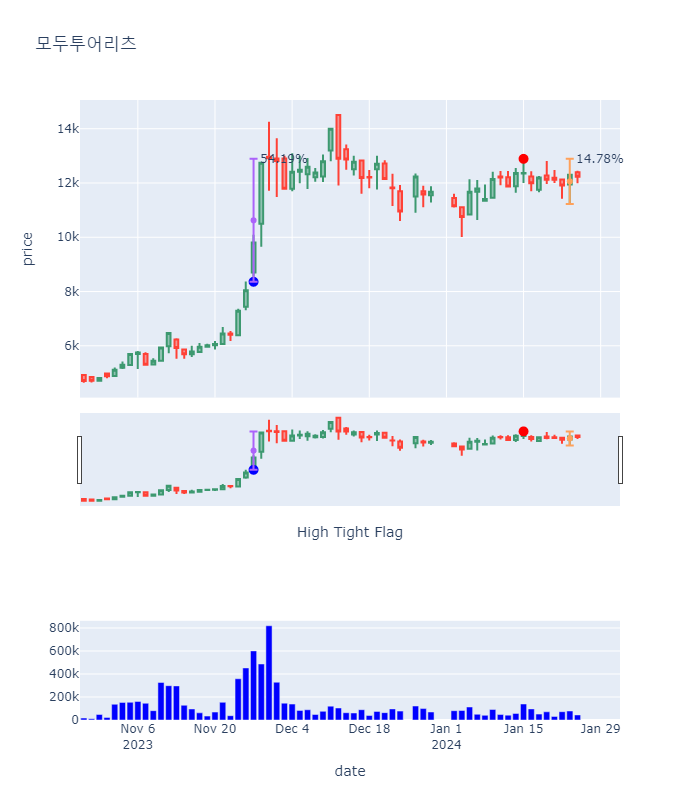 모두투어리츠
14k
12k
10k
8k
6k
price
54.19%
14.78%
High Tight Flag
800k
600k
400k
200k
0
Nov 6
2023
Nov 20
Dec 4
Dec 18
Jan 1
2024
Jan 15
Jan 29
date